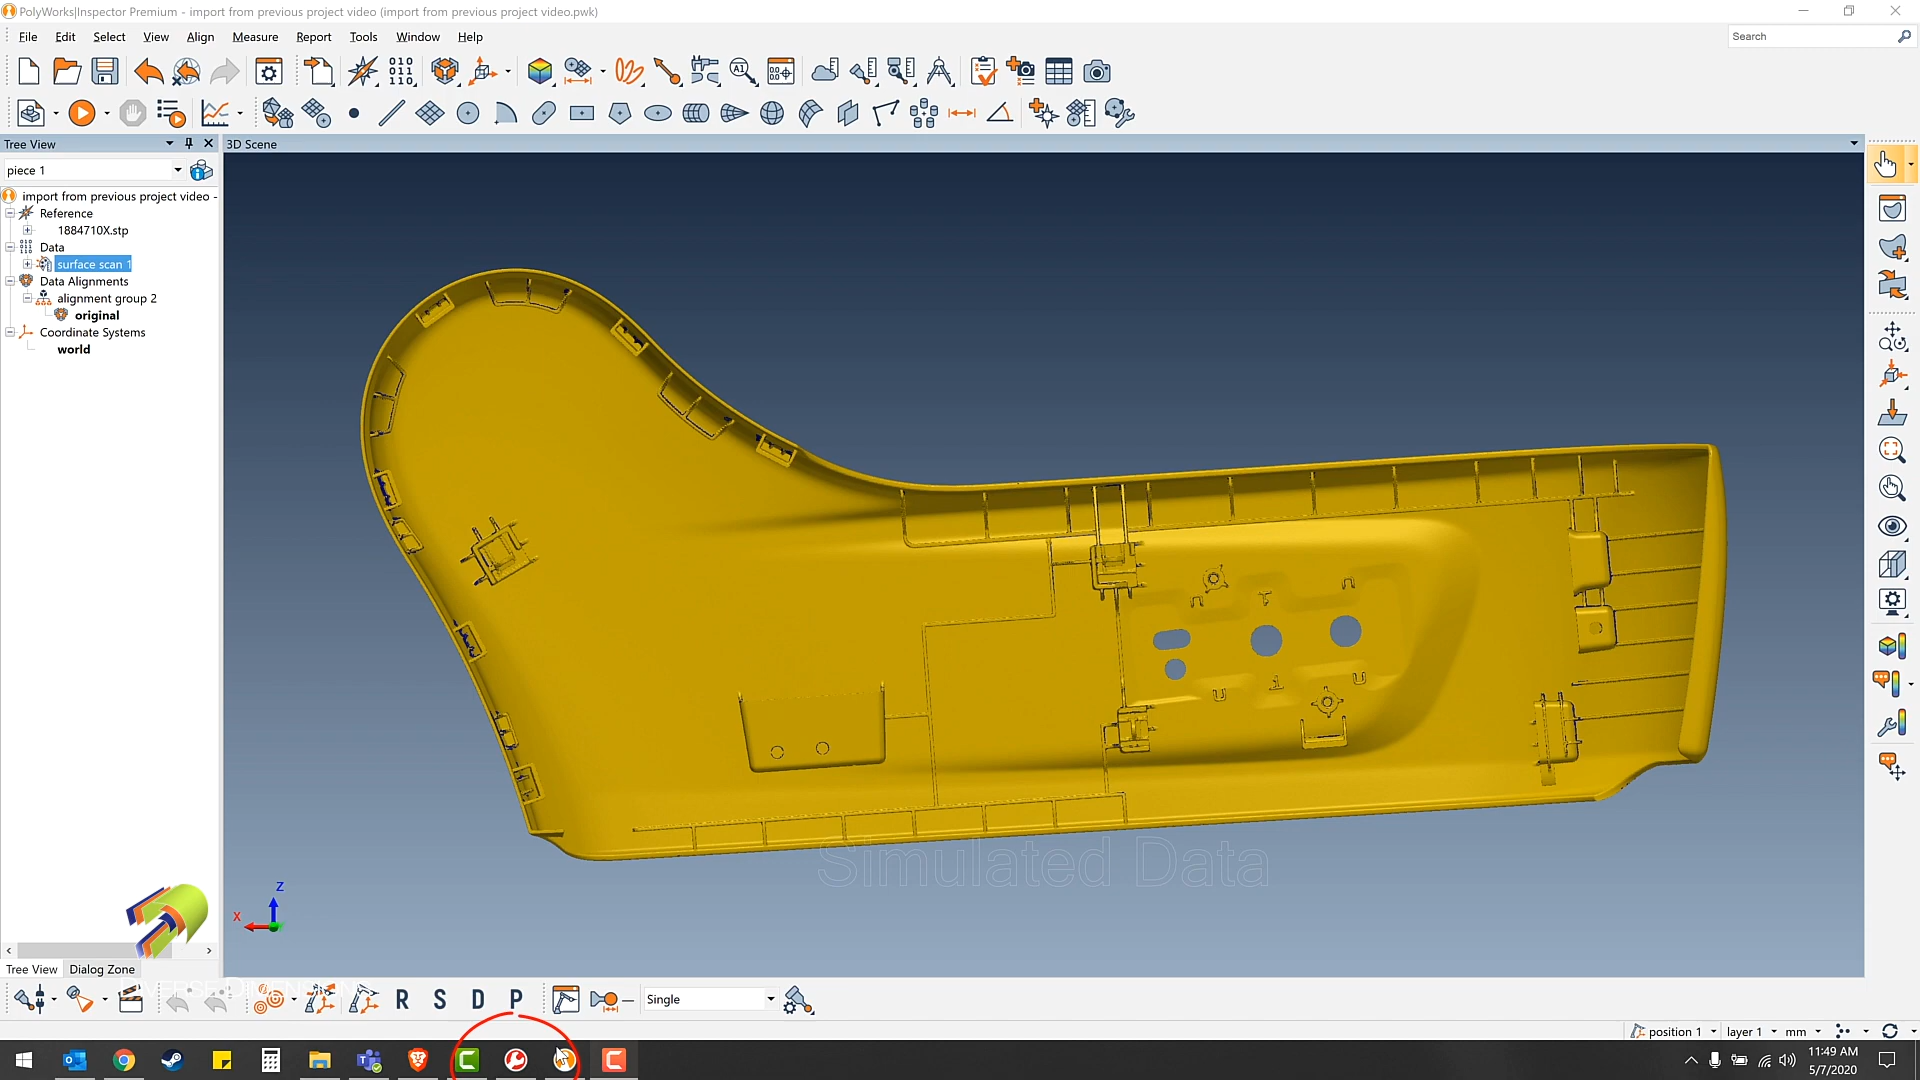 PolyWorks|Inspector Premium - import from previous project video (import from previous project video.pwk)
File Edit Select View Align Measure Report Tools Window Help
Search
Tree View
3D Scene
piece 1
import from previous project video -
Reference
1884710X.stp
Data
surface scan 1
Data Alignments
alignment group 2
original
Coordinate Systems
world
Simulated Data
Z
X
Tree View Dialog Zone
DIVERSE DIMENSIONS
R S D P
Single
position 1 layer 1 mm
11:49 AM
5/7/2020